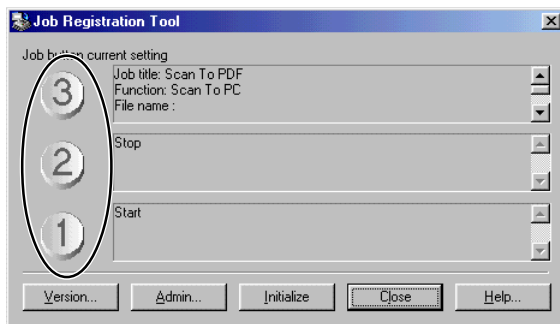 Job Registration Tool
Job button current setting
3
Job title: Scan To PDF
Function: Scan To PC
File name :
2
Stop
1
Start
Version...
Admin...
Initialize
Close
Help...